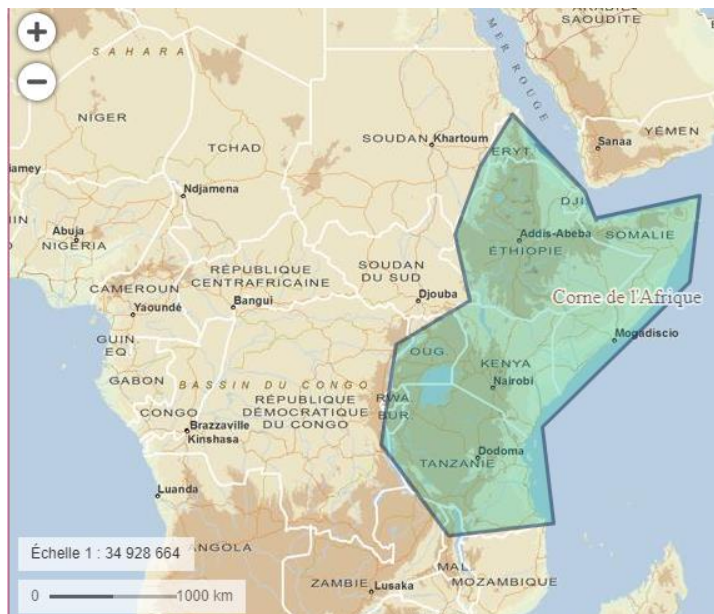 +
−
SAHARA
MER ROUGE
ARABIE
SAOUDITE
NIGER
TCHAD
SOUDAN
Khartoum
ERYT.
Sanaa
YÉMEN
Ndjamena
DJI.
Abuja
NIGÉRIA
Addis-Abeba
ÉTHIOPIE
SOMALIE
CAMEROUN
RÉPUBLIQUE
CENTRAFRICAINE
SOUDAN
DU SUD
Yaoundé
Bangui
Djouba
Corne de l'Afrique
GUIN.
EQ.
OUG.
Mogadiscio
GABON
BASSIN DU CONGO
KENYA
Nairobi
CONGO
RÉPUBLIQUE
DÉMOCRATIQUE
DU CONGO
RWA.
BUR.
Brazzaville
Kinshasa
Dodoma
TANZANIE
Luanda
Échelle 1 : 34 928 664
ANGOLA
0
1000 km
ZAMBIE
Lusaka
MAL.
MOZAMBIQUE